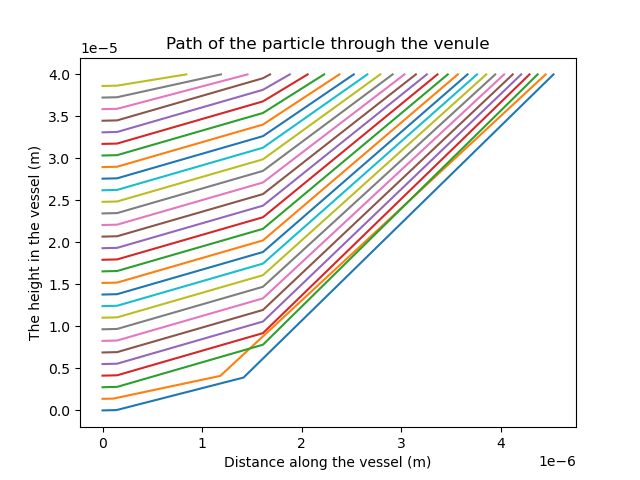 Path of the particle through the venule
1e−5
4.0
3.5
3.0
2.5
2.0
1.5
1.0
0.5
0.0
The height in the vessel (m)
0 1 2 3 4
Distance along the vessel (m)
1e−6